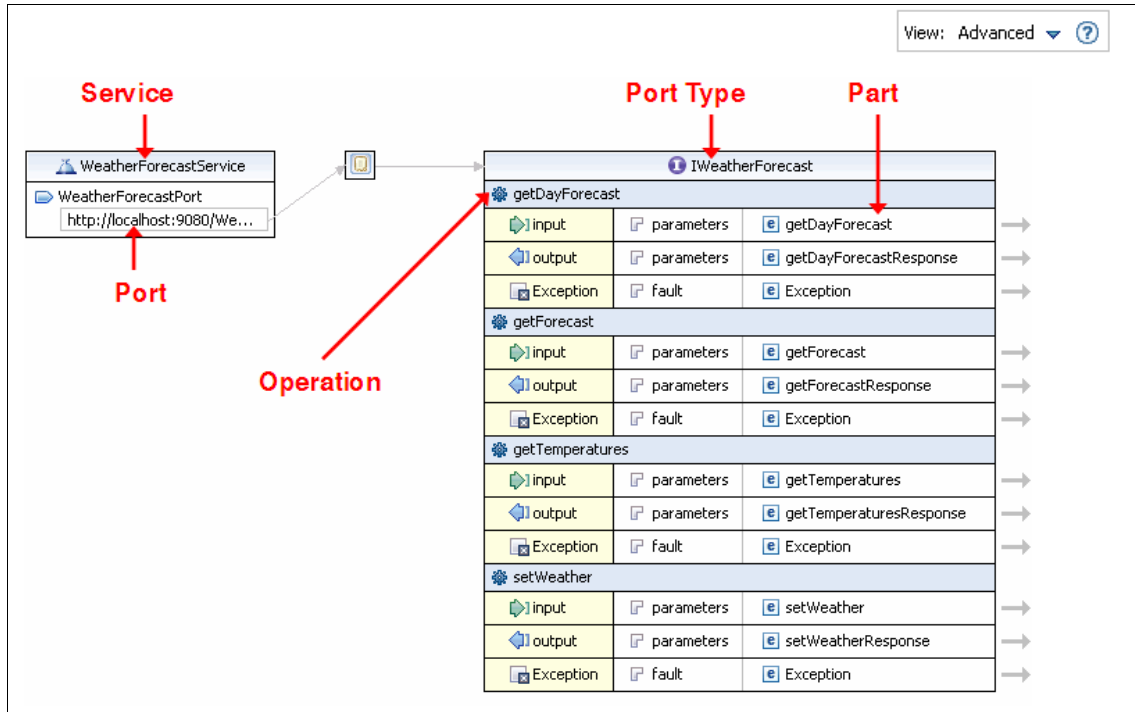 View: Advanced
Service
Port Type
Part
WeatherForecastService
IWeatherForecast
WeatherForecastPort
http://localhost:9080/We...
Port
Operation
getDayForecast
input parameters e getDayForecast
output parameters e getDayForecastResponse
Exception fault e Exception
getForecast
input parameters e getForecast
output parameters e getForecastResponse
Exception fault e Exception
getTemperatures
input parameters e getTemperatures
output parameters e getTemperaturesResponse
Exception fault e Exception
setWeather
input parameters e setWeather
output parameters e setWeatherResponse
Exception fault e Exception